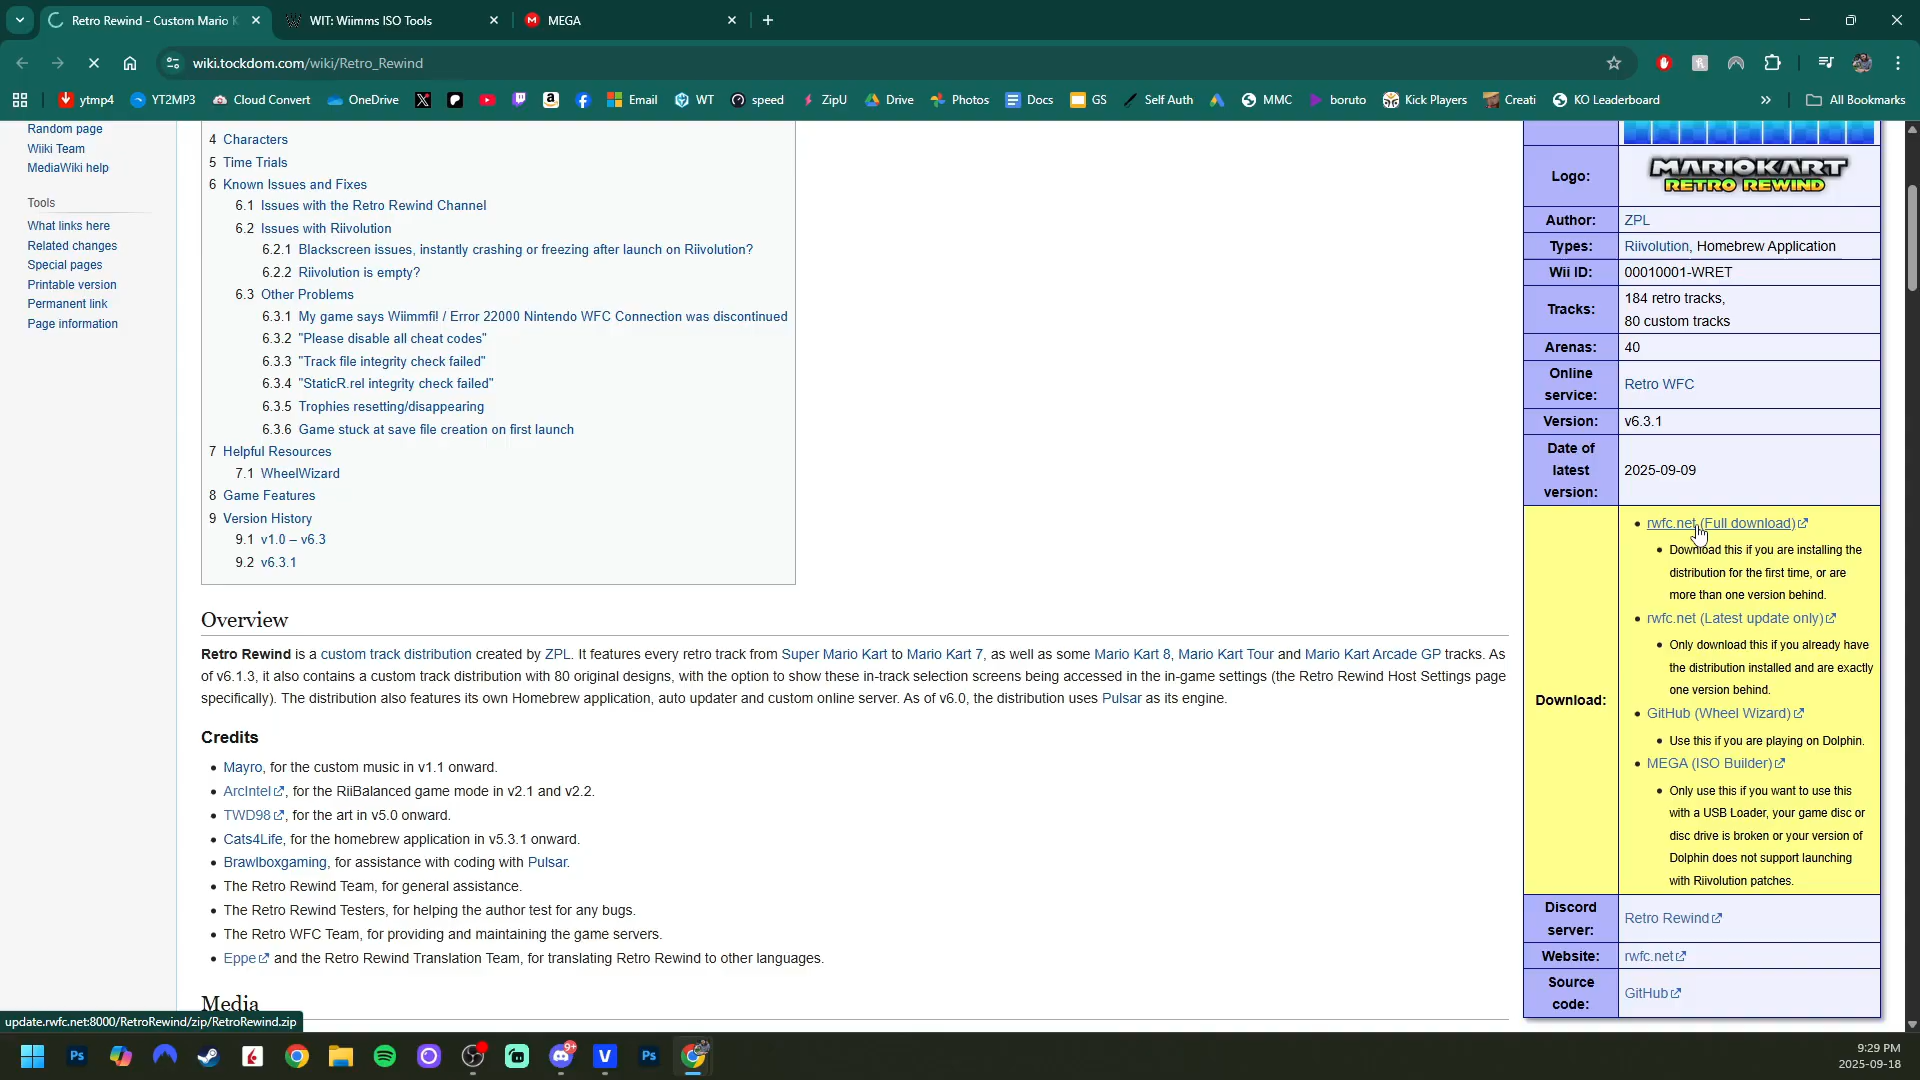 Retro Rewind - Custom Mario K
WIT: Wiimms ISO Tools
MEGA
wiki.tockdom.com/wiki/Retro_Rewind
ytmp4
YT2MP3
Cloud Convert
OneDrive
Email
WT
speed
ZipU
Drive
Photos
Docs
GS
Self Auth
MMC
boruto
Kick Players
Creati
KO Leaderboard
All Bookmarks
Random page
Wiiki Team
MediaWiki help
Tools
What links here
Related changes
Special pages
Printable version
Permanent link
Page information
4 Characters
5 Time Trials
6 Known Issues and Fixes
6.1 Issues with the Retro Rewind Channel
6.2 Issues with Riivolution
6.2.1 Blackscreen issues, instantly crashing or freezing after launch on Riivolution?
6.2.2 Riivolution is empty?
6.3 Other Problems
6.3.1 My game says Wiimmfi! / Error 22000 Nintendo WFC Connection was discontinued
6.3.2 "Please disable all cheat codes"
6.3.3 "Track file integrity check failed"
6.3.4 "StaticR.rel integrity check failed"
6.3.5 Trophies resetting/disappearing
6.3.6 Game stuck at save file creation on first launch
7 Helpful Resources
7.1 WheelWizard
8 Game Features
9 Version History
9.1 v1.0 – v6.3
9.2 v6.3.1
Overview
Retro Rewind is a custom track distribution created by ZPL. It features every retro track from Super Mario Kart to Mario Kart 7, as well as some Mario Kart 8, Mario Kart Tour and Mario Kart Arcade GP tracks. As
of v6.1.3, it also contains a custom track distribution with 80 original designs, with the option to show these in-track selection screens being accessed in the in-game settings (the Retro Rewind Host Settings page
specifically). The distribution also features its own Homebrew application, auto updater and custom online server. As of v6.0, the distribution uses Pulsar as its engine.
Credits
• Mayro, for the custom music in v1.1 onward.
• ArcIntel, for the RiiBalanced game mode in v2.1 and v2.2.
• TWD98, for the art in v5.0 onward.
• Cats4Life, for the homebrew application in v5.3.1 onward.
• Brawlboxgaming, for assistance with coding with Pulsar.
• The Retro Rewind Team, for general assistance.
• The Retro Rewind Testers, for helping the author test for any bugs.
• The Retro WFC Team, for providing and maintaining the game servers.
• Eppe and the Retro Rewind Translation Team, for translating Retro Rewind to other languages.
Media
Logo:
MARIOKART
RETRO REWIND
Author: ZPL
Types: Riivolution, Homebrew Application
Wii ID: 00010001-WRET
Tracks: 184 retro tracks,
80 custom tracks
Arenas: 40
Online
service:
Retro WFC
Version: v6.3.1
Date of
latest
version:
2025-09-09
Download:
• rwfc.net (Full download)
• Download this if you are installing the
distribution for the first time, or are
more than one version behind.
• rwfc.net (Latest update only)
• Only download this if you already have
the distribution installed and are exactly
one version behind.
• GitHub (Wheel Wizard)
• Use this if you are playing on Dolphin.
• MEGA (ISO Builder)
• Only use this if you want to use this
with a USB Loader, your game disc or
disc drive is broken or your version of
Dolphin does not support launching
with Riivolution patches.
Discord
server:
Retro Rewind
Website: rwfc.net
Source
code:
GitHub
update.rwfc.net:8000/RetroRewind/zip/RetroRewind.zip
Ps
9+
V
Ps
9:29 PM
2025-09-18